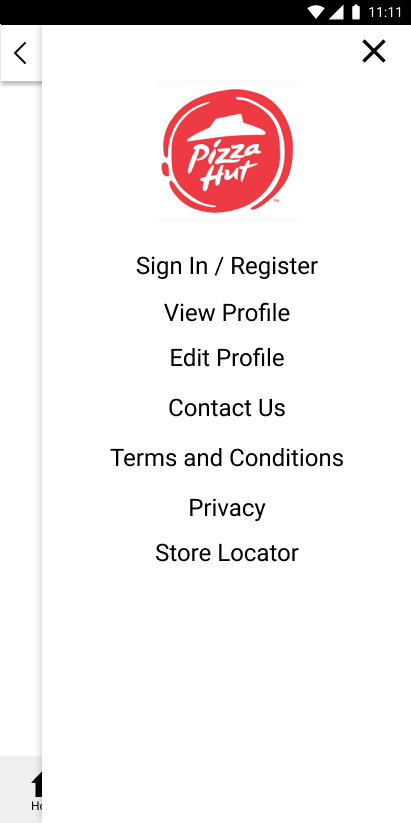 11:11
Pizza
Hut
™
Sign In / Register
View Profile
Edit Profile
Contact Us
Terms and Conditions
Privacy
Store Locator